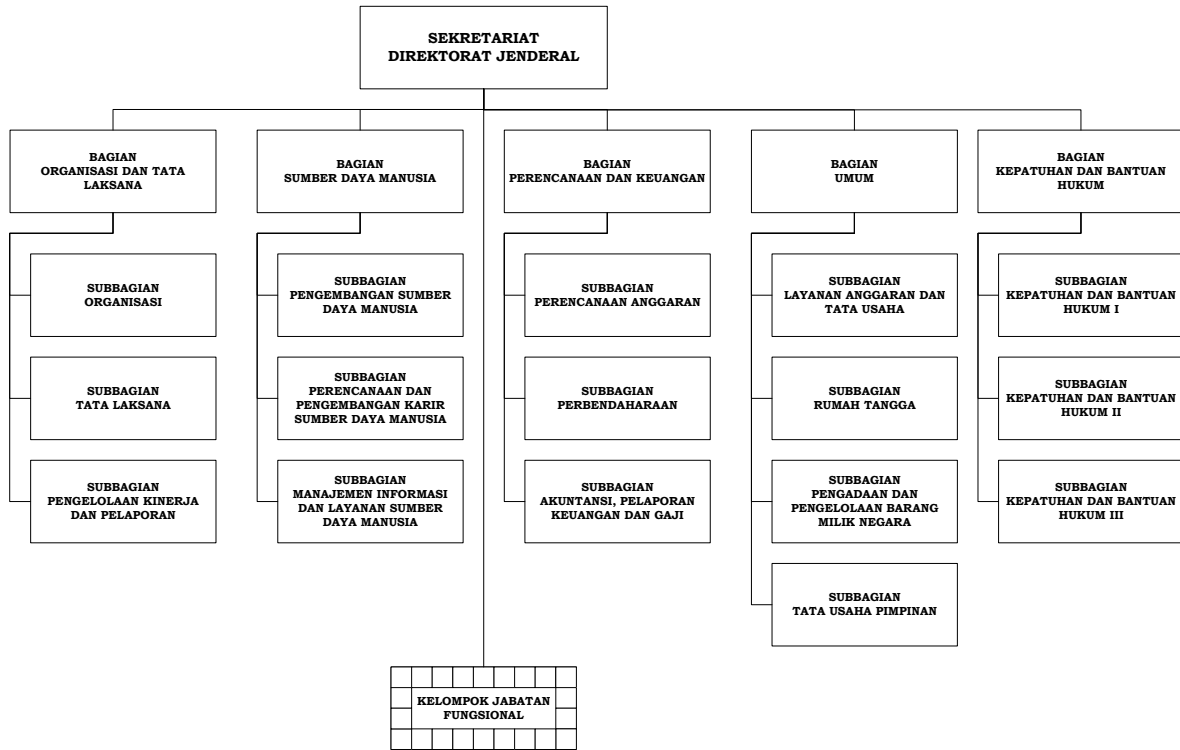 SEKRETARIAT
DIREKTORAT JENDERAL
BAGIAN
ORGANISASI DAN TATA
LAKSANA
BAGIAN
SUMBER DAYA MANUSIA
BAGIAN
PERENCANAAN DAN KEUANGAN
BAGIAN
UMUM
BAGIAN
KEPATUHAN DAN BANTUAN
HUKUM
SUBBAGIAN
ORGANISASI
SUBBAGIAN
PENGEMBANGAN SUMBER
DAYA MANUSIA
SUBBAGIAN
PERENCANAAN ANGGARAN
SUBBAGIAN
LAYANAN ANGGARAN DAN
TATA USAHA
SUBBAGIAN
KEPATUHAN DAN BANTUAN
HUKUM I
SUBBAGIAN
TATA LAKSANA
SUBBAGIAN
PERENCANAAN DAN
PENGEMBANGAN KARIR
SUMBER DAYA MANUSIA
SUBBAGIAN
PERBENDAHARAAN
SUBBAGIAN
RUMAH TANGGA
SUBBAGIAN
KEPATUHAN DAN BANTUAN
HUKUM II
SUBBAGIAN
PENGELOLAAN KINERJA
DAN PELAPORAN
SUBBAGIAN
MANAJEMEN INFORMASI
DAN LAYANAN SUMBER
DAYA MANUSIA
SUBBAGIAN
AKUNTANSI, PELAPORAN
KEUANGAN DAN GAJI
SUBBAGIAN
PENGADAAN DAN
PENGELOLAAN BARANG
MILIK NEGARA
SUBBAGIAN
KEPATUHAN DAN BANTUAN
HUKUM III
SUBBAGIAN
TATA USAHA PIMPINAN
KELOMPOK JABATAN
FUNGSIONAL